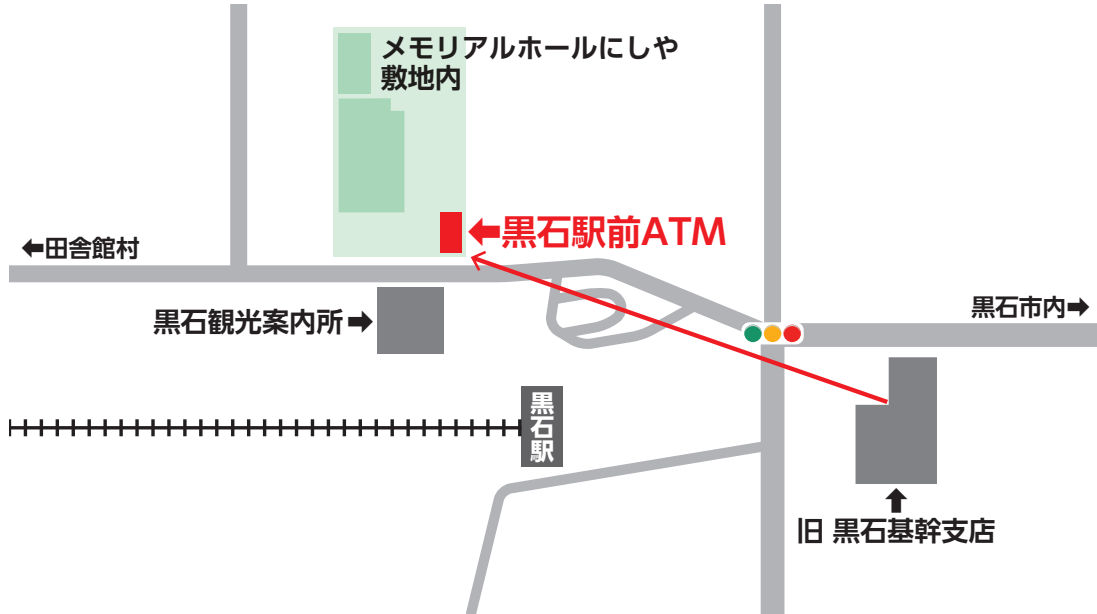 メモリアルホールにしや
敷地内
←黒石駅前ATM
←田舎館村
黒石市内→
黒石観光案内所→
黒石駅
↑
旧 黒石基幹支店